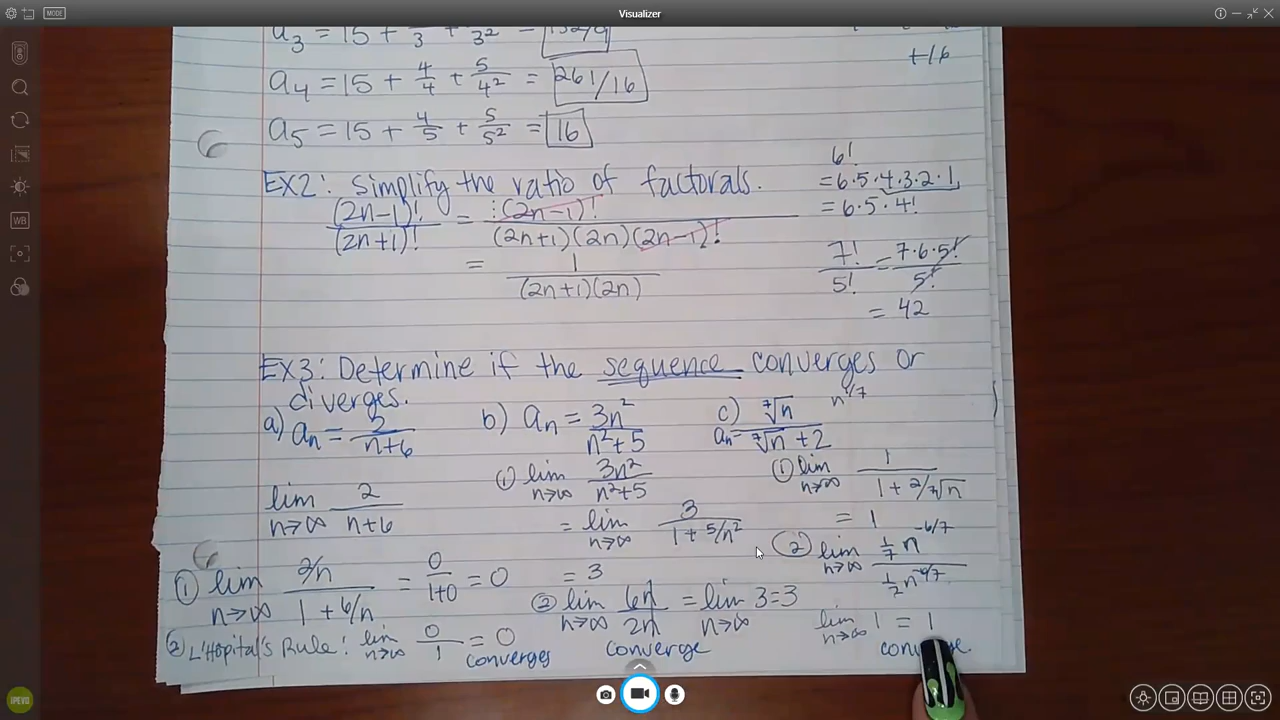 MODE
Visualizer
a₃ = 15 + 4/3 + 5/3² = 152/9
+16
a₄ = 15 + 4/4 + 5/4² = 261/16
a₅ = 15 + 4/5 + 5/5² = 16
EX2: Simplify the ratio of factorals.
(2n-1)!/(2n+1)! = (2n-1)!/(2n+1)(2n)(2n-1)!
= 1/(2n+1)(2n)
6!
= 6·5·4·3·2·1
= 6·5·4!
7!/5! = 7·6·5!/5!
= 42
EX3: Determine if the sequence converges or
diverges.
a) aₙ = 2/n+6
b) aₙ = 3n²/n²+5
c) aₙ = ⁷√n/⁷√n + 2
n^1/7
lim n→∞ 2/n+6
① lim n→∞ 2/n/1 + 6/n = 0/1+0 = 0
② L'Hopital's Rule: lim n→∞ 0/1 = 0
converges
① lim n→∞ 3n²/n²+5
= lim n→∞ 3/1 + 5/n²
= 3
② lim n→∞ 6n/2n = lim n→∞ 3 = 3
converge
① lim n→∞ 1/1 + 2/⁷√n
= 1
② lim n→∞ 1/7 n^-6/7
lim n→∞ 1 = 1
WB
IPEVO